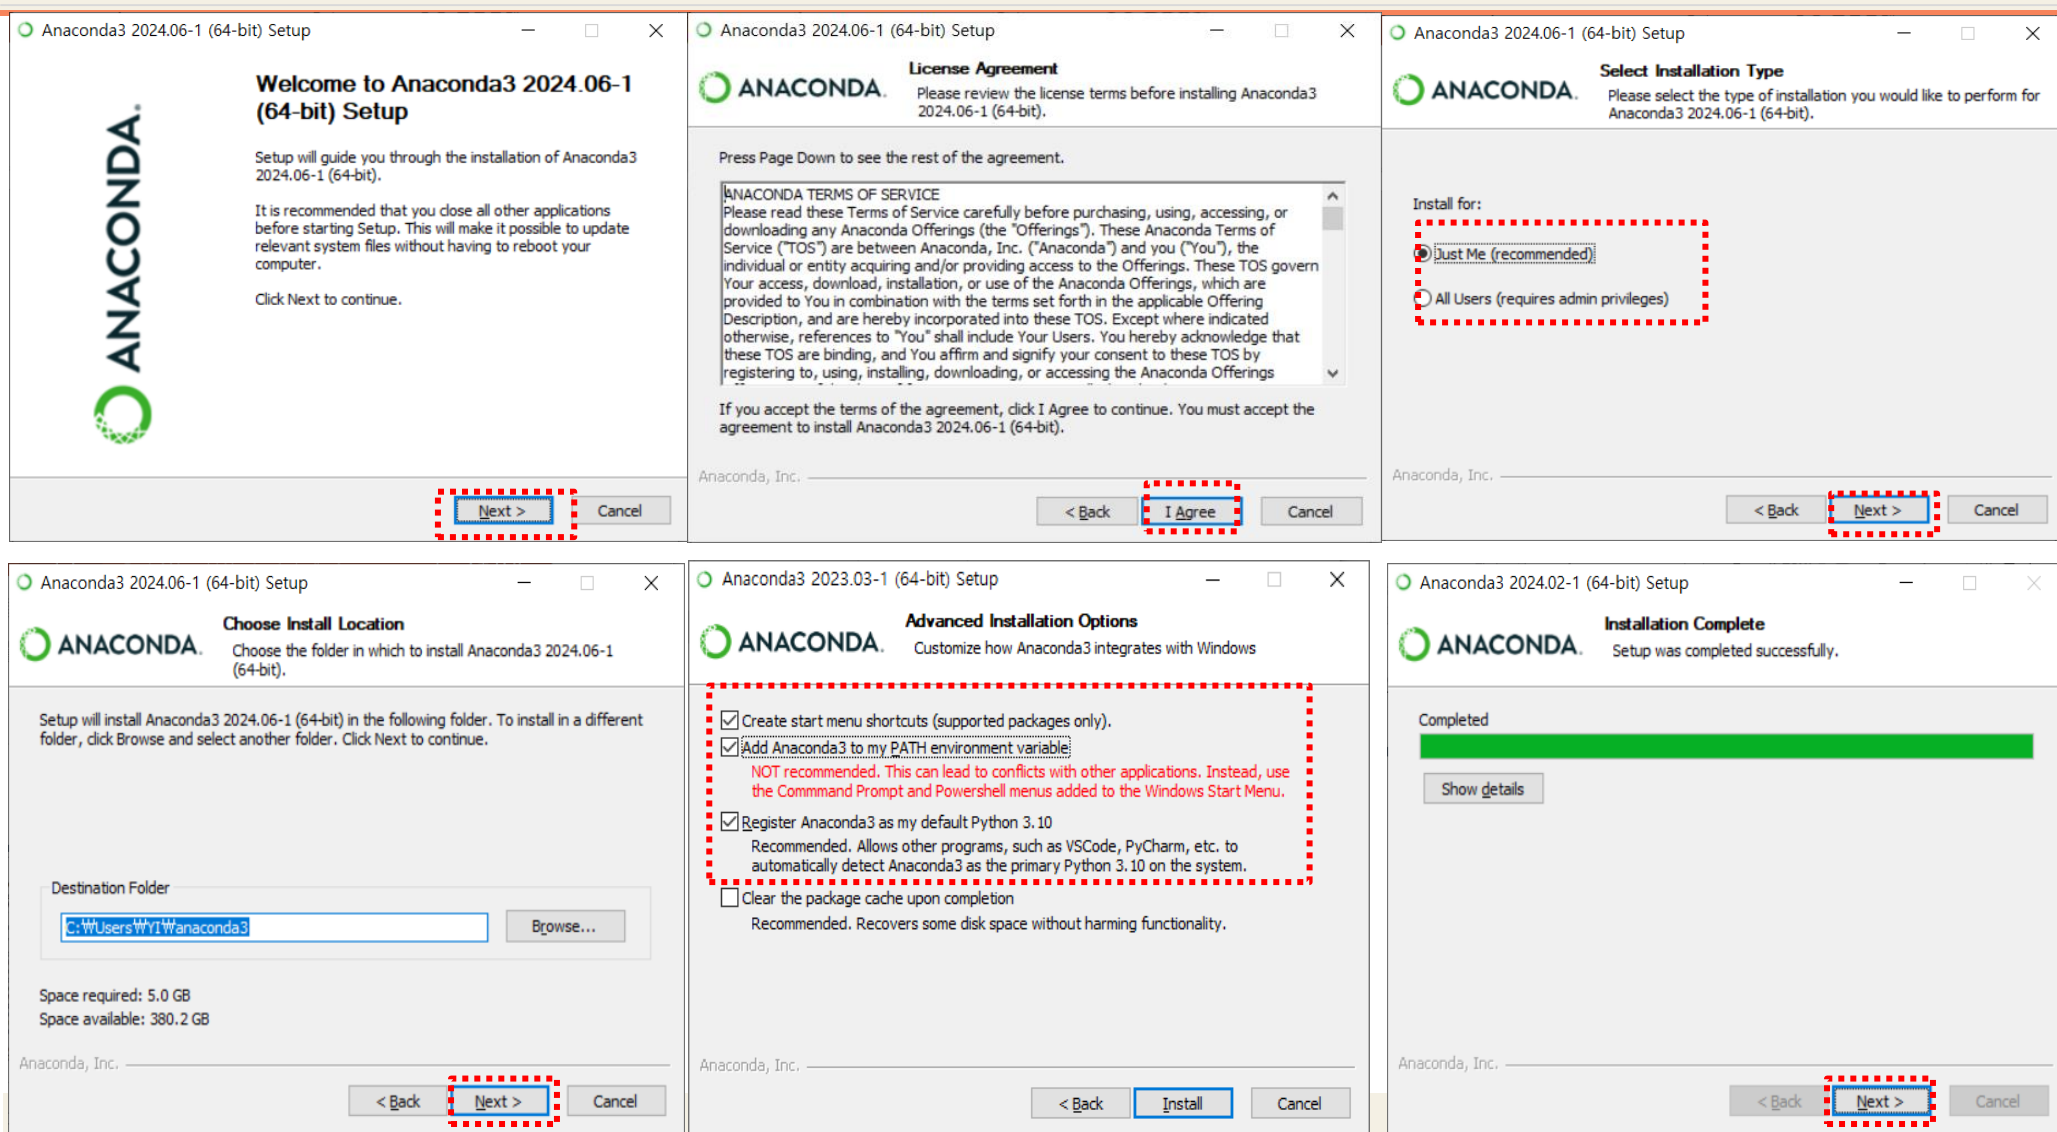 Anaconda3 2024.06-1 (64-bit) Setup
ANACONDA.
Welcome to Anaconda3 2024.06-1
(64-bit) Setup
Setup will guide you through the installation of Anaconda3
2024.06-1 (64-bit).
It is recommended that you close all other applications
before starting Setup. This will make it possible to update
relevant system files without having to reboot your
computer.
Click Next to continue.
Next >
Cancel
Anaconda3 2024.06-1 (64-bit) Setup
ANACONDA.
License Agreement
Please review the license terms before installing Anaconda3
2024.06-1 (64-bit).
Press Page Down to see the rest of the agreement.
ANACONDA TERMS OF SERVICE
Please read these Terms of Service carefully before purchasing, using, accessing, or
downloading any Anaconda Offerings (the "Offerings"). These Anaconda Terms of
Service ("TOS") are between Anaconda, Inc. ("Anaconda") and you ("You"), the
individual or entity acquiring and/or providing access to the Offerings. These TOS govern
Your access, download, installation, or use of the Anaconda Offerings, which are
provided to You in combination with the terms set forth in the applicable Offering
Description, and are hereby incorporated into these TOS. Except where indicated
otherwise, references to "You" shall include Your Users. You hereby acknowledge that
these TOS are binding, and You affirm and signify your consent to these TOS by
registering to, using, installing, downloading, or accessing the Anaconda Offerings
If you accept the terms of the agreement, click I Agree to continue. You must accept the
agreement to install Anaconda3 2024.06-1 (64-bit).
Anaconda, Inc.
< Back
I Agree
Cancel
Anaconda3 2024.06-1 (64-bit) Setup
ANACONDA.
Select Installation Type
Please select the type of installation you would like to perform for
Anaconda3 2024.06-1 (64-bit).
Install for:
Just Me (recommended)
All Users (requires admin privileges)
Anaconda, Inc.
< Back
Next >
Cancel
Anaconda3 2024.06-1 (64-bit) Setup
ANACONDA.
Choose Install Location
Choose the folder in which to install Anaconda3 2024.06-1
(64-bit).
Setup will install Anaconda3 2024.06-1 (64-bit) in the following folder. To install in a different
folder, click Browse and select another folder. Click Next to continue.
Destination Folder
C:₩Users₩YI₩anaconda3
Browse...
Space required: 5.0 GB
Space available: 380.2 GB
Anaconda, Inc.
< Back
Next >
Cancel
Anaconda3 2023.03-1 (64-bit) Setup
ANACONDA.
Advanced Installation Options
Customize how Anaconda3 integrates with Windows
Create start menu shortcuts (supported packages only).
Add Anaconda3 to my PATH environment variable
NOT recommended. This can lead to conflicts with other applications. Instead, use
the Commmand Prompt and Powershell menus added to the Windows Start Menu.
Register Anaconda3 as my default Python 3.10
Recommended. Allows other programs, such as VSCode, PyCharm, etc. to
automatically detect Anaconda3 as the primary Python 3.10 on the system.
Clear the package cache upon completion
Recommended. Recovers some disk space without harming functionality.
Anaconda, Inc.
< Back
Install
Cancel
Anaconda3 2024.02-1 (64-bit) Setup
ANACONDA.
Installation Complete
Setup was completed successfully.
Completed
Show details
Anaconda, Inc.
< Back
Next >
Cancel